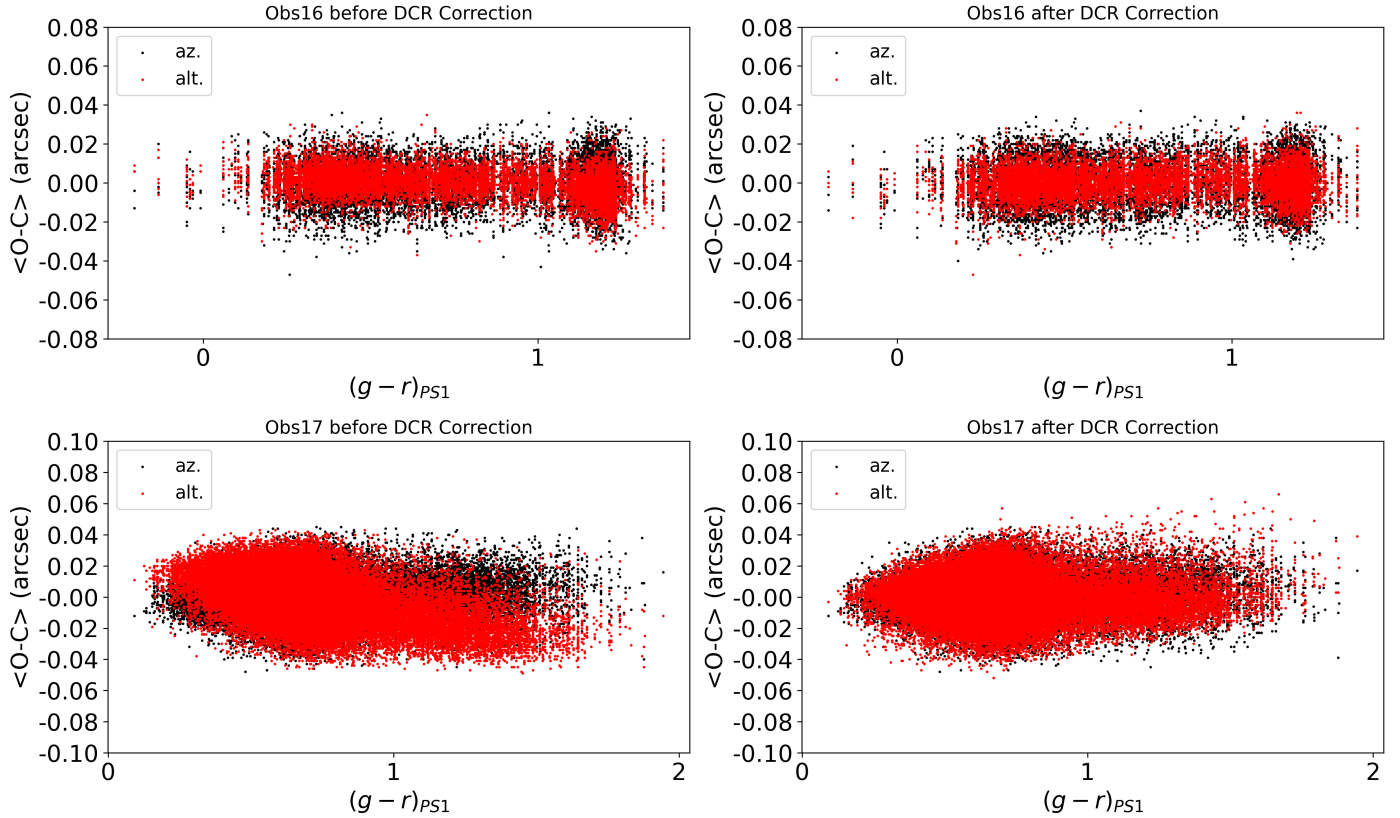 Obs16 before DCR Correction
0.08
0.06
0.04
0.02
0.00
-0.02
-0.04
-0.06
-0.08
<O-C> (arcsec)
az.
alt.
0 1
(g − r)PS1
Obs16 after DCR Correction
0.08
0.06
0.04
0.02
0.00
-0.02
-0.04
-0.06
-0.08
<O-C> (arcsec)
az.
alt.
0 1
(g − r)PS1
Obs17 before DCR Correction
0.10
0.08
0.06
0.04
0.02
-0.00
-0.02
-0.04
-0.06
-0.08
-0.10
<O-C> (arcsec)
az.
alt.
0 1 2
(g − r)PS1
Obs17 after DCR Correction
0.10
0.08
0.06
0.04
0.02
-0.00
-0.02
-0.04
-0.06
-0.08
-0.10
<O-C> (arcsec)
az.
alt.
0 1 2
(g − r)PS1